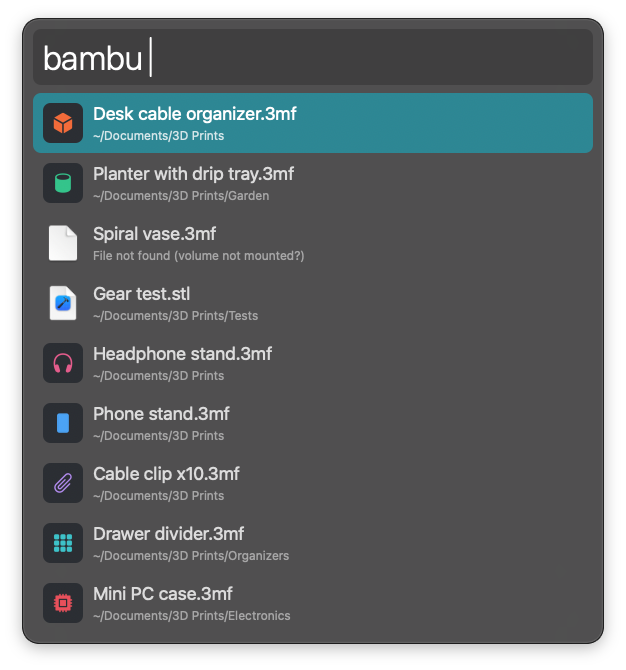 bambu
Desk cable organizer.3mf
~/Documents/3D Prints
Planter with drip tray.3mf
~/Documents/3D Prints/Garden
Spiral vase.3mf
File not found (volume not mounted?)
Gear test.stl
~/Documents/3D Prints/Tests
Headphone stand.3mf
~/Documents/3D Prints
Phone stand.3mf
~/Documents/3D Prints
Cable clip x10.3mf
~/Documents/3D Prints
Drawer divider.3mf
~/Documents/3D Prints/Organizers
Mini PC case.3mf
~/Documents/3D Prints/Electronics